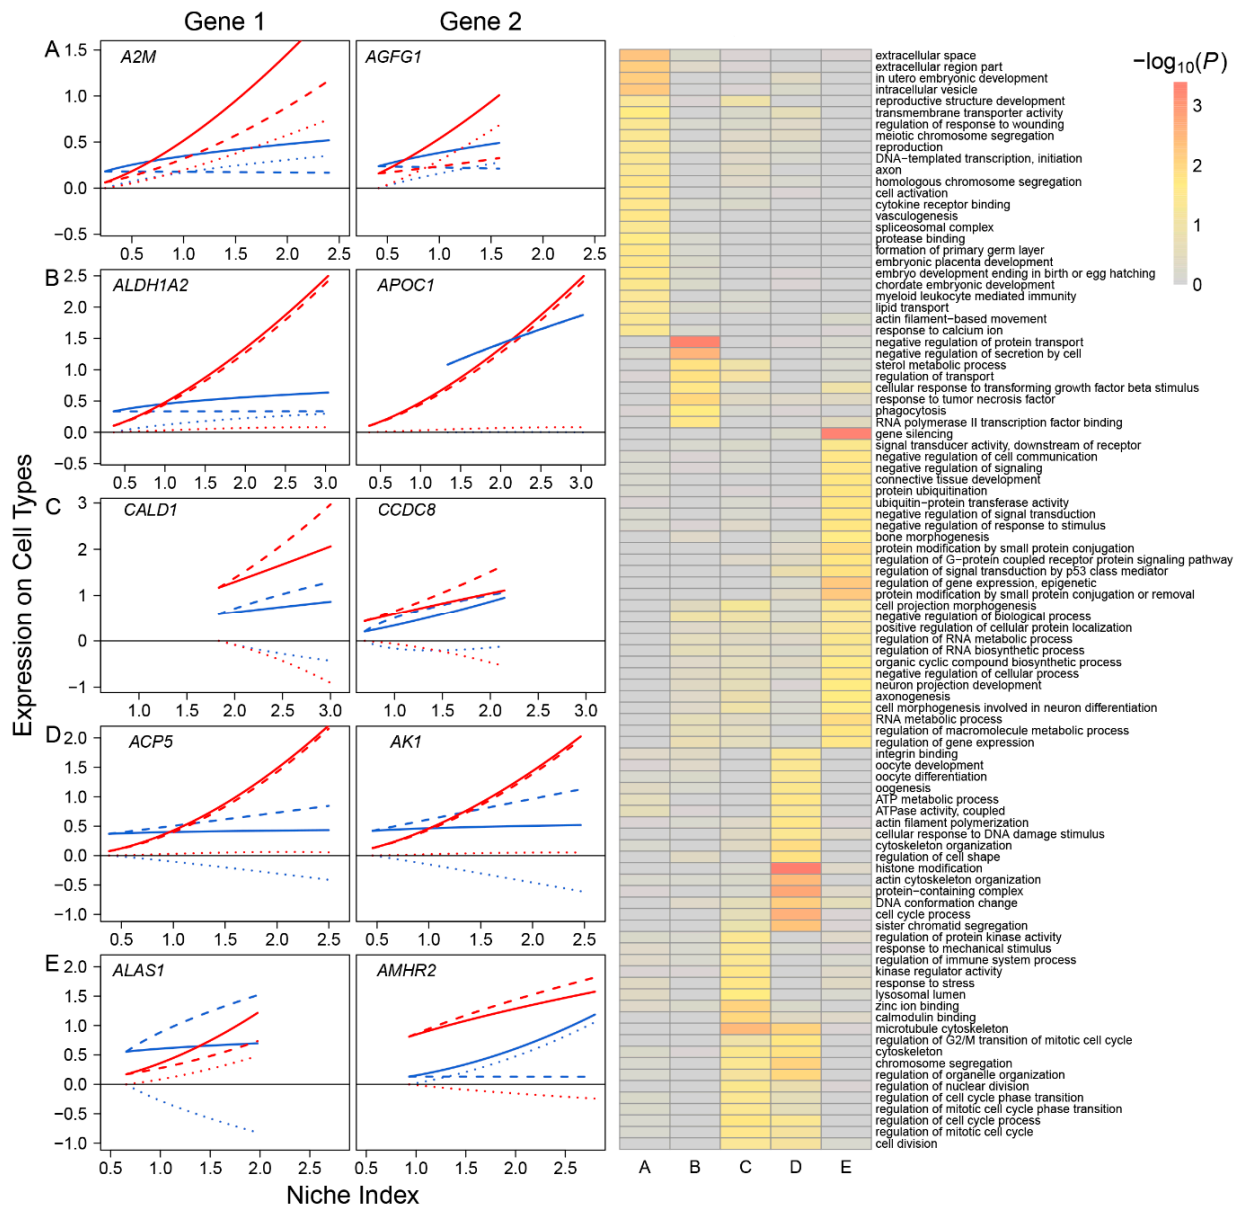 Gene 1
Gene 2
Expression on Cell Types
Niche Index
A
A2M
AGFG1
1.5
1.0
0.5
0.0
−0.5
0.5 1.0 1.5 2.0 2.5
0.5 1.0 1.5 2.0 2.5
B
ALDH1A2
APOC1
2.5
2.0
1.5
1.0
0.5
0.0
−0.5
0.5 1.0 1.5 2.0 2.5 3.0
0.5 1.0 1.5 2.0 2.5 3.0
C
CALD1
CCDC8
3
2
1
0
−1
1.0 1.5 2.0 2.5 3.0
1.0 1.5 2.0 2.5 3.0
D
ACP5
AK1
2.0
1.5
1.0
0.5
0.0
−0.5
−1.0
0.5 1.0 1.5 2.0 2.5
0.5 1.0 1.5 2.0 2.5
E
ALAS1
AMHR2
2.0
1.5
1.0
0.5
0.0
−0.5
−1.0
0.5 1.0 1.5 2.0 2.5
0.5 1.0 1.5 2.0 2.5
extracellular space
extracellular region part
in utero embryonic development
intracellular vesicle
reproductive structure development
transmembrane transporter activity
regulation of response to wounding
meiotic chromosome segregation
reproduction
DNA−templated transcription, initiation
axon
homologous chromosome segregation
cell activation
cytokine receptor binding
vasculogenesis
spliceosomal complex
protease binding
formation of primary germ layer
embryonic placenta development
embryo development ending in birth or egg hatching
chordate embryonic development
myeloid leukocyte mediated immunity
lipid transport
actin filament−based movement
response to calcium ion
negative regulation of protein transport
negative regulation of secretion by cell
sterol metabolic process
regulation of transport
cellular response to transforming growth factor beta stimulus
response to tumor necrosis factor
phagocytosis
RNA polymerase II transcription factor binding
gene silencing
signal transducer activity, downstream of receptor
negative regulation of cell communication
negative regulation of signaling
connective tissue development
protein ubiquitination
ubiquitin−protein transferase activity
negative regulation of signal transduction
negative regulation of response to stimulus
bone morphogenesis
protein modification by small protein conjugation
regulation of G−protein coupled receptor protein signaling pathway
regulation of signal transduction by p53 class mediator
regulation of gene expression, epigenetic
protein modification by small protein conjugation or removal
cell projection morphogenesis
negative regulation of biological process
positive regulation of cellular protein localization
regulation of RNA metabolic process
regulation of RNA biosynthetic process
organic cyclic compound biosynthetic process
negative regulation of cellular process
neuron projection development
axonogenesis
cell morphogenesis involved in neuron differentiation
RNA metabolic process
regulation of macromolecule metabolic process
regulation of gene expression
integrin binding
oocyte development
oocyte differentiation
oogenesis
ATP metabolic process
ATPase activity, coupled
actin filament polymerization
cellular response to DNA damage stimulus
cytoskeleton organization
regulation of cell shape
histone modification
actin cytoskeleton organization
protein−containing complex
DNA conformation change
cell cycle process
sister chromatid segregation
regulation of protein kinase activity
response to mechanical stimulus
regulation of immune system process
kinase regulator activity
response to stress
lysosomal lumen
zinc ion binding
calmodulin binding
microtubule cytoskeleton
regulation of G2/M transition of mitotic cell cycle
cytoskeleton
chromosome segregation
regulation of organelle organization
regulation of nuclear division
regulation of cell cycle phase transition
regulation of mitotic cell cycle phase transition
regulation of cell cycle process
regulation of mitotic cell cycle
cell division
A B C D E
−log10(P)
3
2
1
0